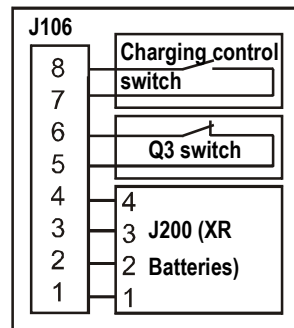 J106
8
7
6
5
4
3
2
1
Charging control
switch
Q3 switch
4
3 J200 (XR
2 Batteries)
1